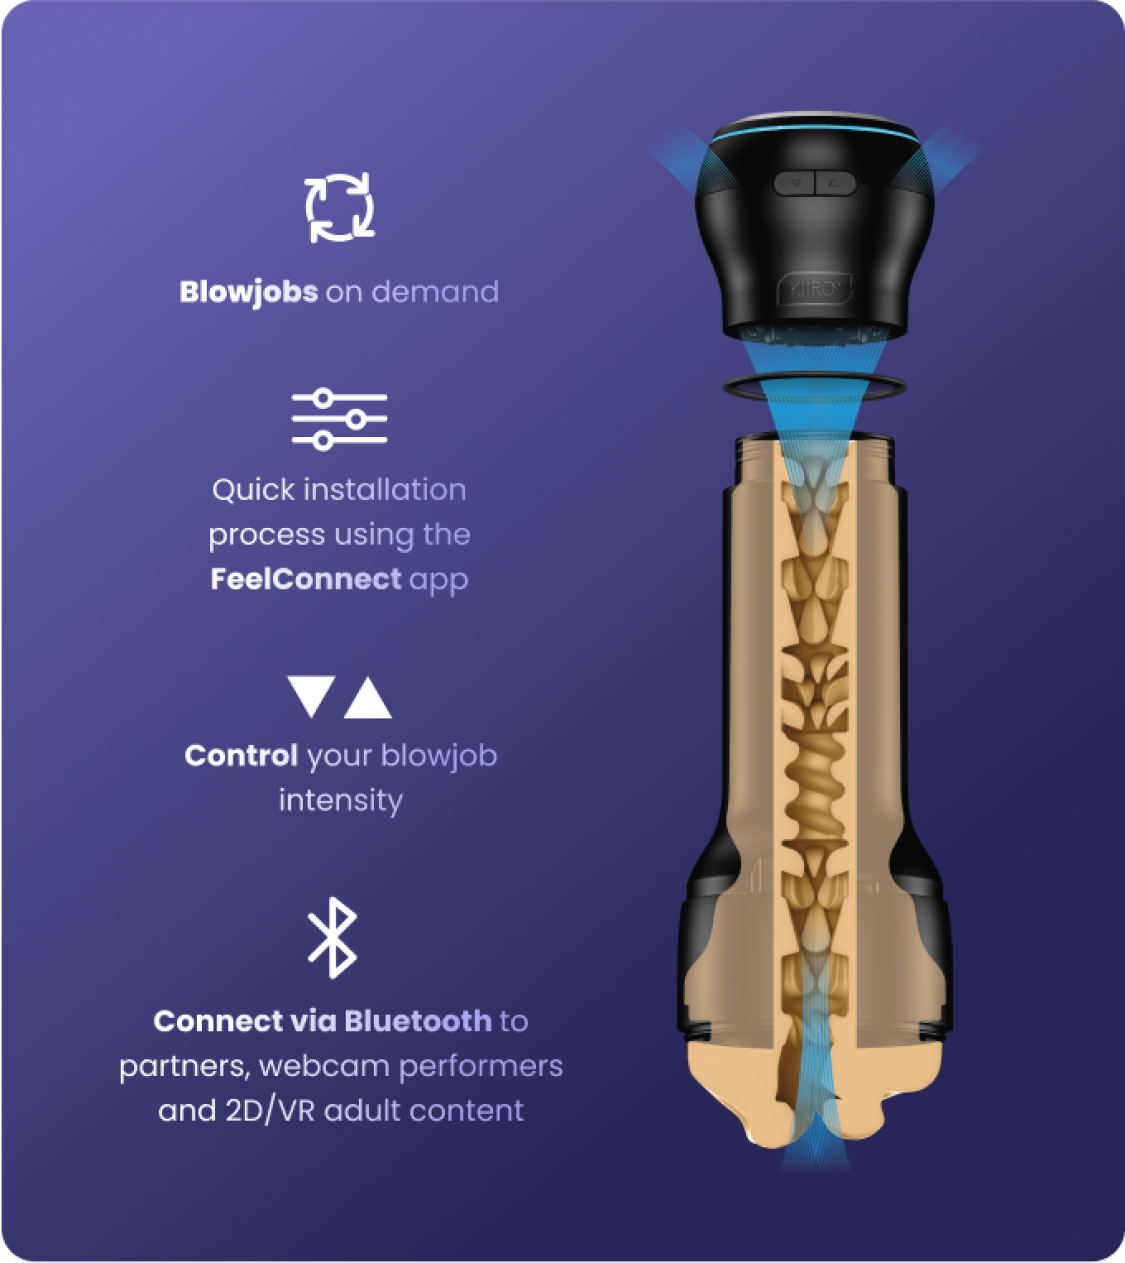 Blowjobs on demand
Quick installation
process using the
FeelConnect app
Control your blowjob
intensity
Connect via Bluetooth to
partners, webcam performers
and 2D/VR adult content
KIIROO